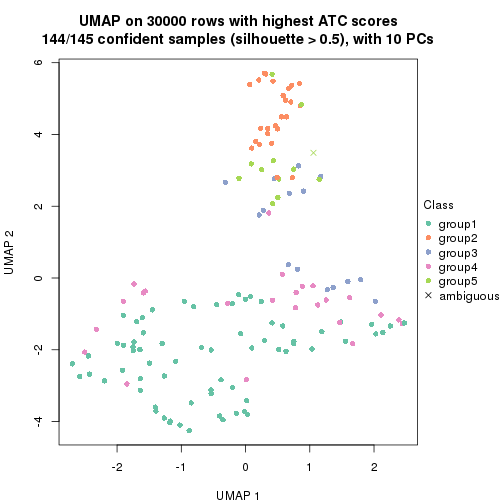 UMAP on 30000 rows with highest ATC scores
144/145 confident samples (silhouette > 0.5), with 10 PCs
6
4
2
0
-2
-4
UMAP 2
-2
-1
0
1
2
UMAP 1
Class
group1
group2
group3
group4
group5
ambiguous